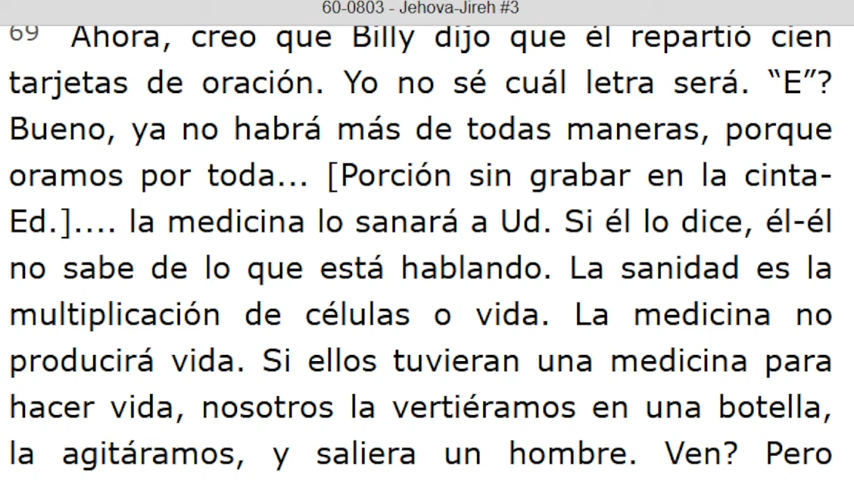 60-0803 - Jehova-Jireh #3
69 Ahora, creo que Billy dijo que él repartió cien
tarjetas de oración. Yo no sé cuál letra será. “E”?
Bueno, ya no habrá más de todas maneras, porque
oramos por toda... [Porción sin grabar en la cinta-
Ed.].... la medicina lo sanará a Ud. Si él lo dice, él-él
no sabe de lo que está hablando. La sanidad es la
multiplicación de células o vida. La medicina no
producirá vida. Si ellos tuvieran una medicina para
hacer vida, nosotros la vertiéramos en una botella,
la agitáramos, y saliera un hombre. Ven? Pero